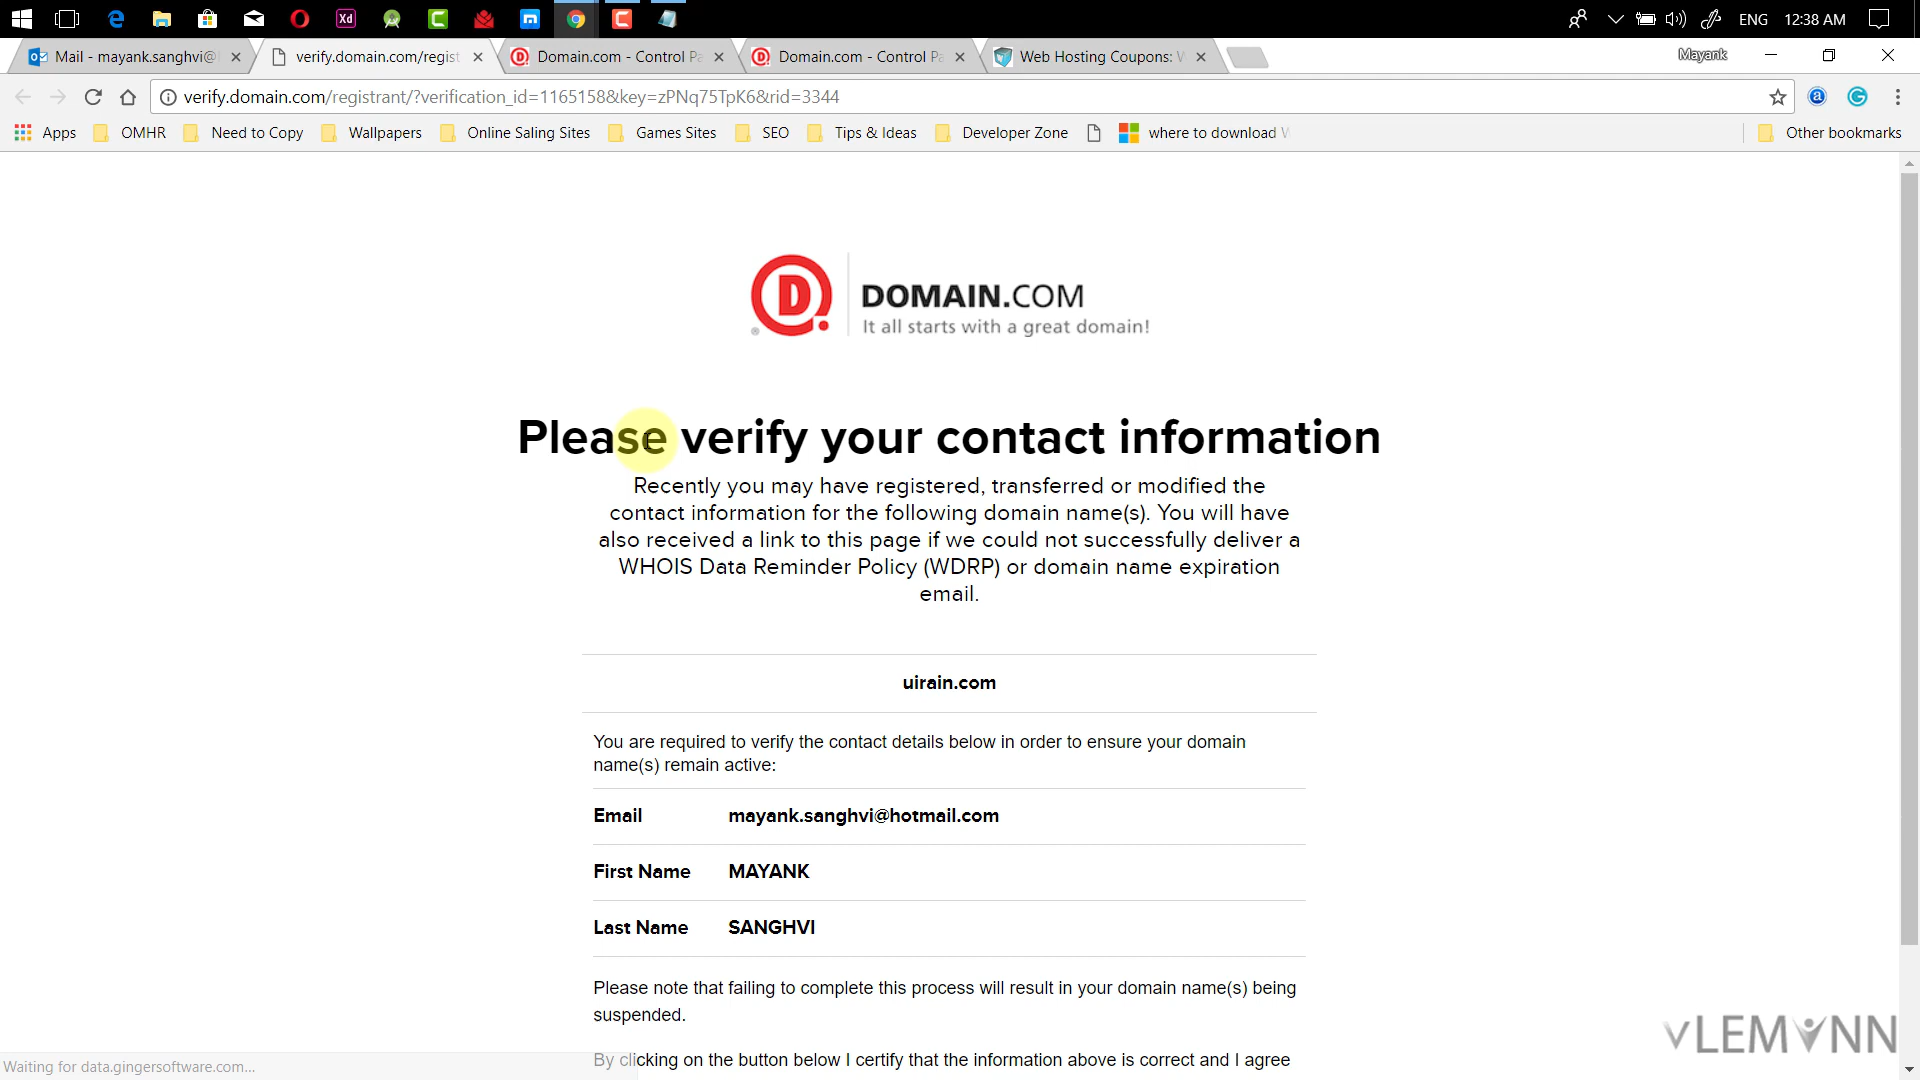 Xd
ENG
12:38 AM
Mail - mayank.sanghvi@
verify.domain.com/regist
Domain.com - Control Pa
Domain.com - Control Pa
Web Hosting Coupons:
Mayank
verify.domain.com/registrant/?verification_id=1165158&key=zPNq75TpK6&rid=3344
Apps
OMHR
Need to Copy
Wallpapers
Online Saling Sites
Games Sites
SEO
Tips & Ideas
Developer Zone
where to download
Other bookmarks
DOMAIN.COM
It all starts with a great domain!
Please verify your contact information
Recently you may have registered, transferred or modified the
contact information for the following domain name(s). You will have
also received a link to this page if we could not successfully deliver a
WHOIS Data Reminder Policy (WDRP) or domain name expiration
email.
uirain.com
You are required to verify the contact details below in order to ensure your domain
name(s) remain active:
Email mayank.sanghvi@hotmail.com
First Name MAYANK
Last Name SANGHVI
Please note that failing to complete this process will result in your domain name(s) being
suspended.
By clicking on the button below I certify that the information above is correct and I agree
Waiting for data.gingersoftware.com...